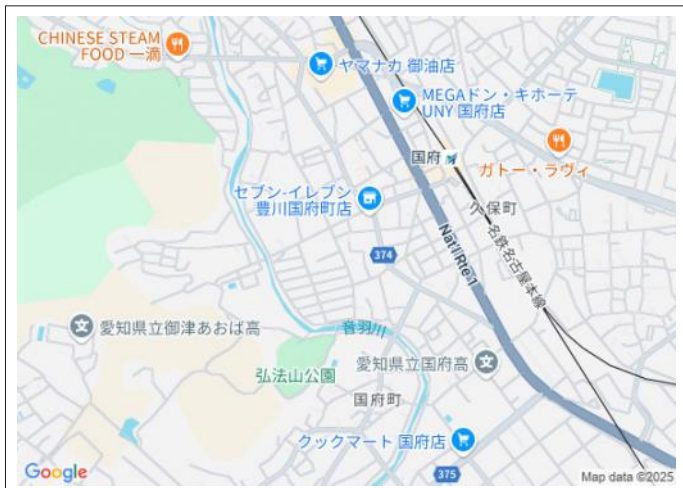 CHINESE STEAM
FOOD 一滴
ヤマナカ 御油店
MEGAドン・キホーテ
UNY 国府店
国府
ガトー・ラヴィ
セブン-イレブン
豊川国府町店
久保町
374
Nat'l Rte 1
名鉄名古屋本線
愛知県立御津あおば高
音羽川
弘法山公園
愛知県立国府高
国府町
クックマート 国府店
375
Google
Map data ©2025